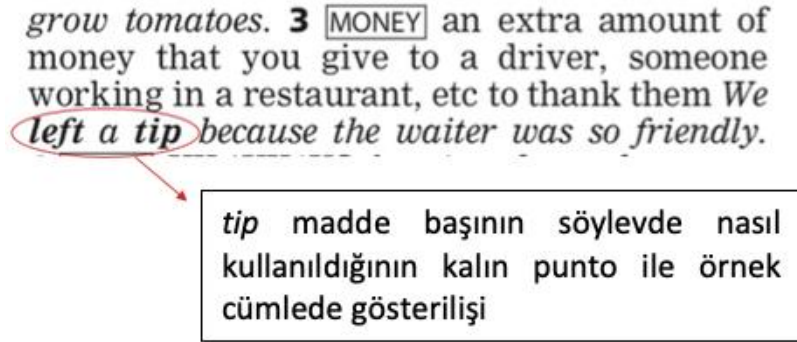 grow tomatoes. 3 MONEY an extra amount of
money that you give to a driver, someone
working in a restaurant, etc to thank them We
left a tip because the waiter was so friendly.
tip madde başının söylevde nasıl
kullanıldığının kalın punto ile örnek
cümlede gösterilişi